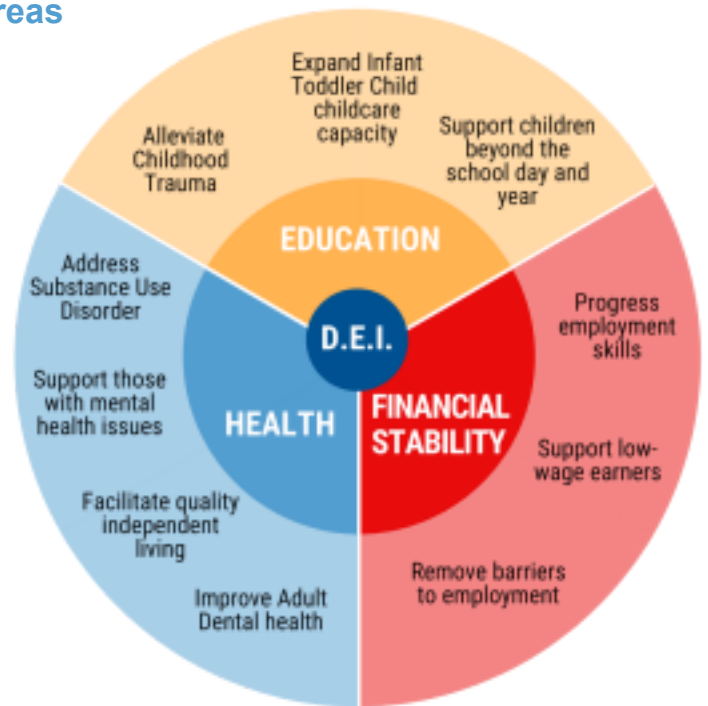 reas
Expand Infant
Toddler Child
childcare
capacity
Alleviate
Childhood
Trauma
Support children
beyond the
school day and
year
EDUCATION
Address
Substance Use
Disorder
Support those
with mental
health issues
Facilitate quality
independent
living
Improve Adult
Dental health
HEALTH
D.E.I.
FINANCIAL
STABILITY
Progress
employment
skills
Support low-
wage earners
Remove barriers
to employment